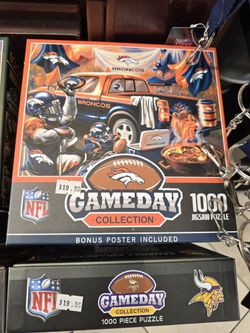 BRONCOS
BRONCOS
$19.99
NFL
GAMEDAY
COLLECTION
1000
JIGSAW PUZZLE
BONUS POSTER INCLUDED
NFL
$19.99
GAMEDAY
COLLECTION
1000 PIECE PUZZLE